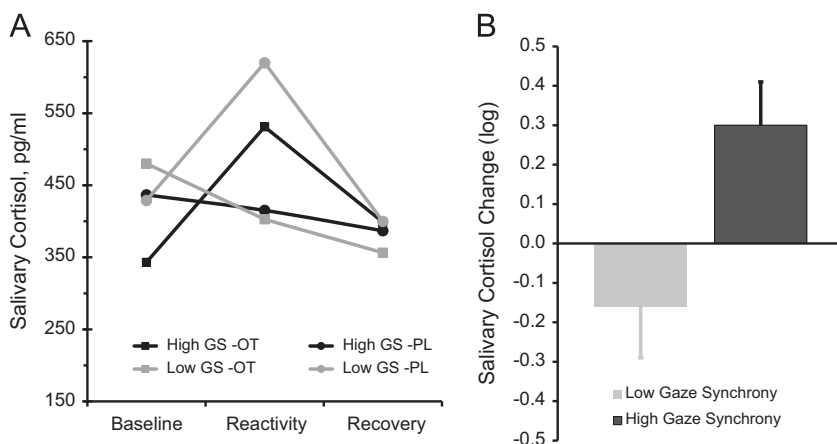 A
Salivary Cortisol, pg/ml
650
550
450
350
250
150
High GS -OT
High GS -PL
Low GS -OT
Low GS -PL
Baseline
Reactivity
Recovery
B
Salivary Cortisol Change (log)
0.5
0.4
0.3
0.2
0.1
0.0
-0.1
-0.2
-0.3
-0.4
-0.5
Low Gaze Synchrony
High Gaze Synchrony